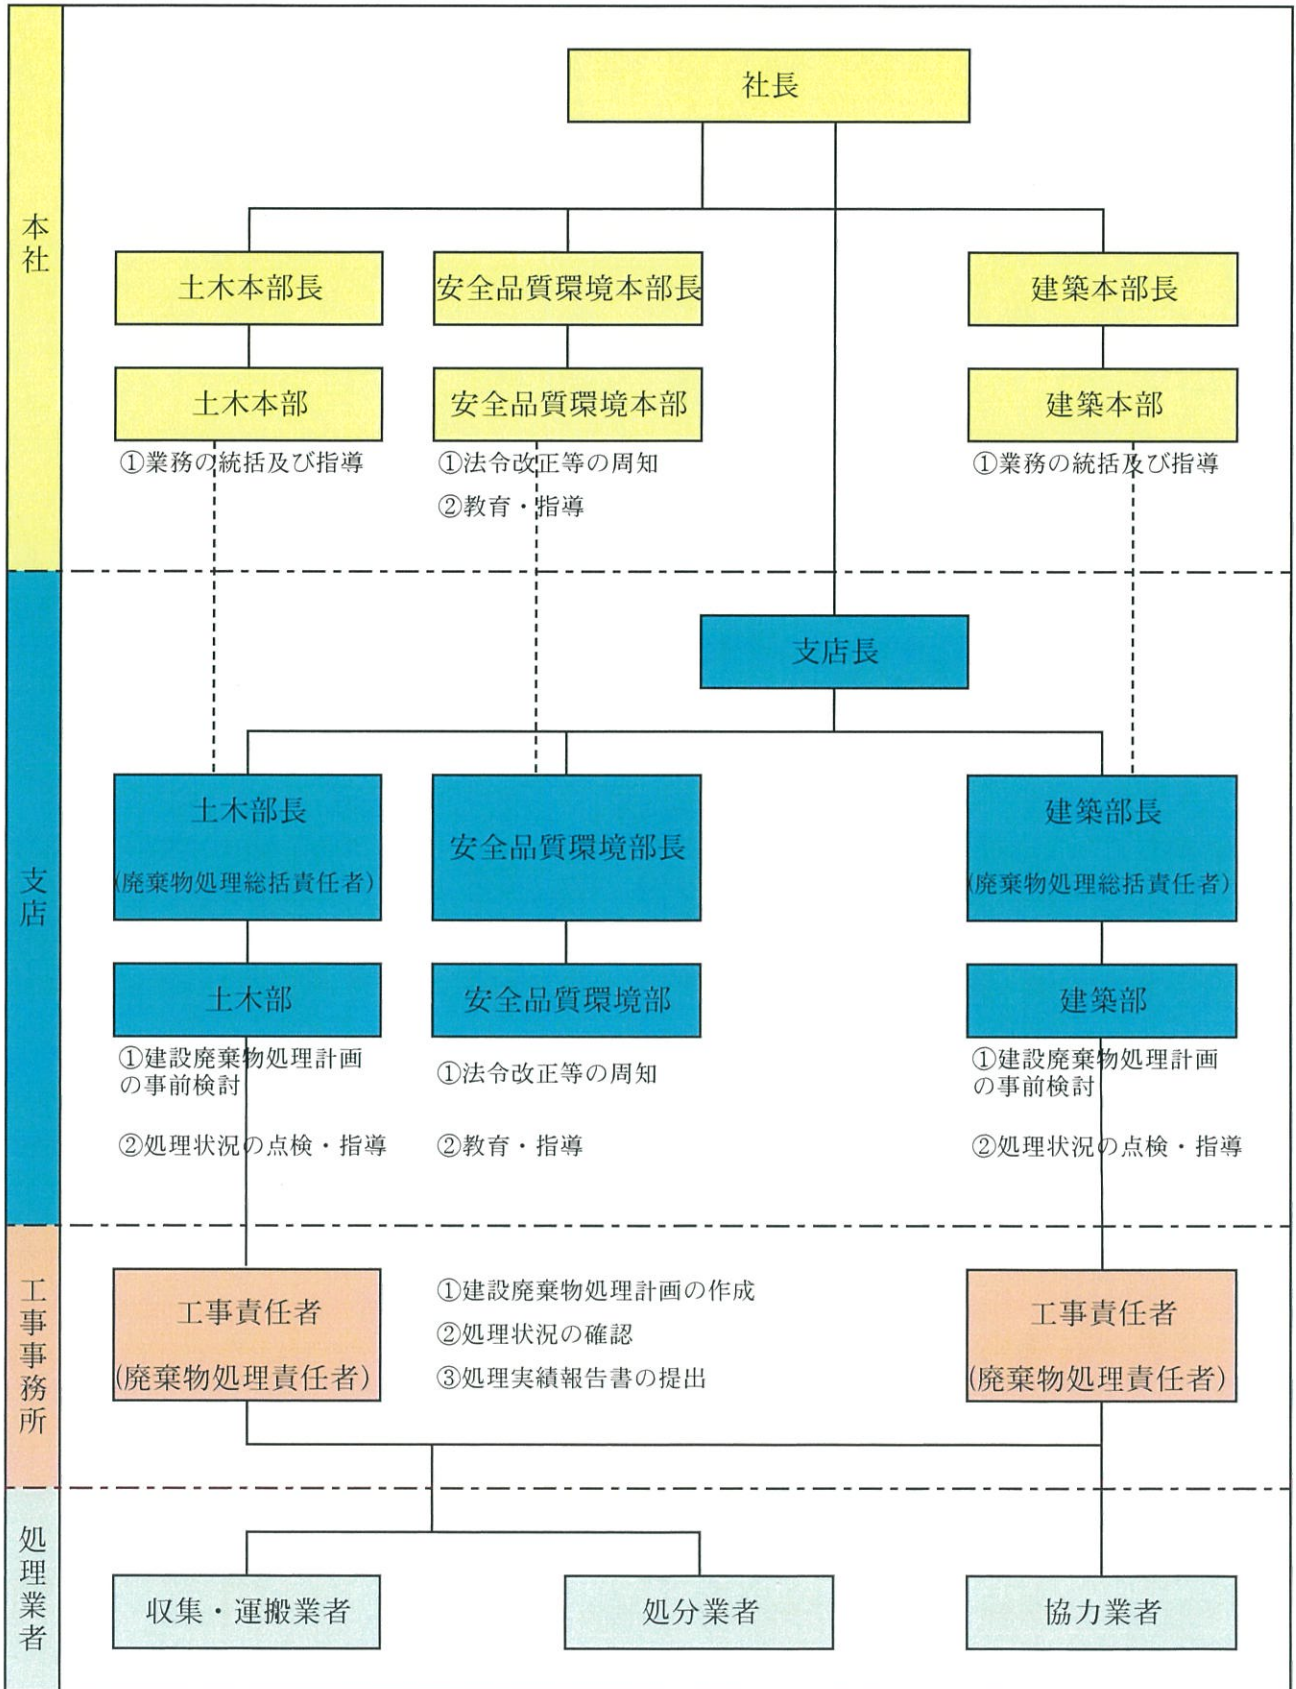 本社
社長
土木本部長
安全品質環境本部長
建築本部長
土木本部
安全品質環境本部
建築本部
①業務の統括及び指導
①法令改正等の周知
②教育・指導
①業務の統括及び指導
支店
支店長
土木部長
(廃棄物処理総括責任者)
安全品質環境部長
建築部長
(廃棄物処理総括責任者)
土木部
安全品質環境部
建築部
①建設廃棄物処理計画
の事前検討
②処理状況の点検・指導
①法令改正等の周知
②教育・指導
①建設廃棄物処理計画
の事前検討
②処理状況の点検・指導
工事事務所
工事責任者
(廃棄物処理責任者)
①建設廃棄物処理計画の作成
②処理状況の確認
③処理実績報告書の提出
工事責任者
(廃棄物処理責任者)
処理業者
収集・運搬業者
処分業者
協力業者